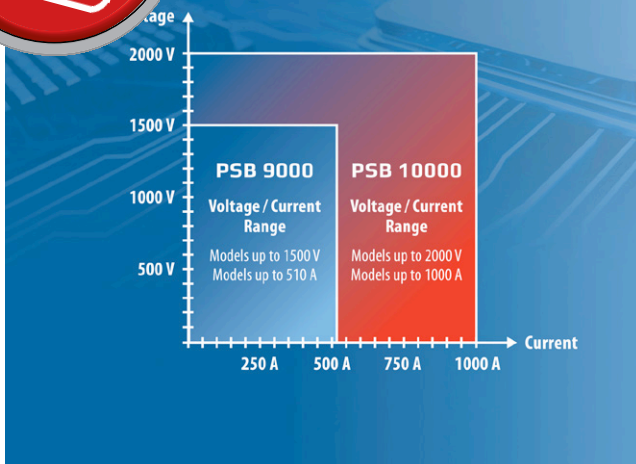 2000 V
1500 V
1000 V
500 V
PSB 9000
Voltage / Current
Range
Models up to 1500 V
Models up to 510 A
PSB 10000
Voltage / Current
Range
Models up to 2000 V
Models up to 1000 A
Current
250 A
500 A
750 A
1000 A